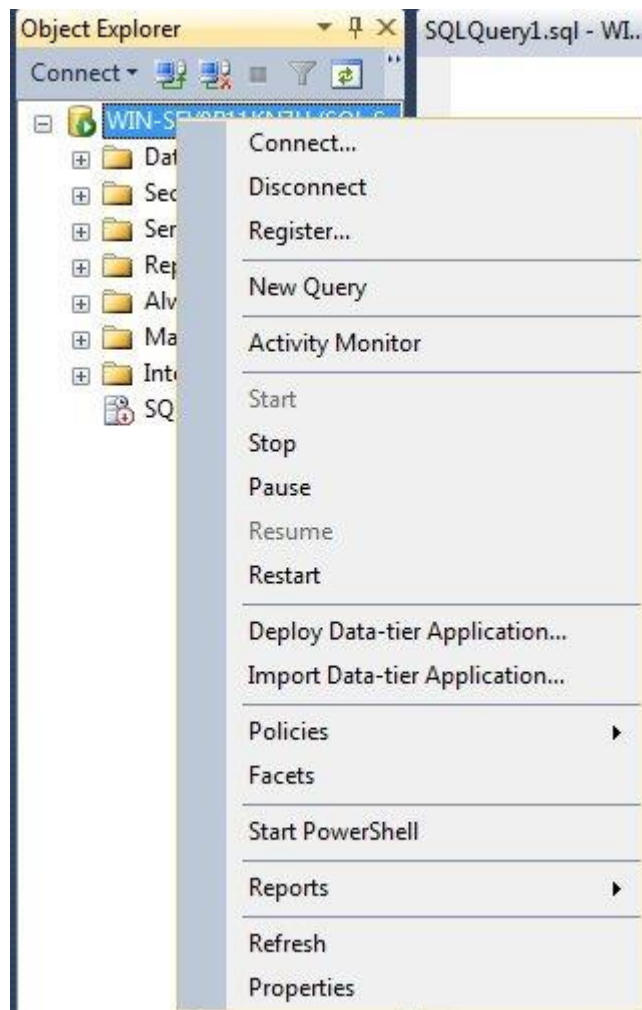 Object Explorer
SQLQuery1.sql - WI...
Connect
Connect...
Disconnect
Register...
New Query
Activity Monitor
Start
Stop
Pause
Resume
Restart
Deploy Data-tier Application...
Import Data-tier Application...
Policies
Facets
Start PowerShell
Reports
Refresh
Properties